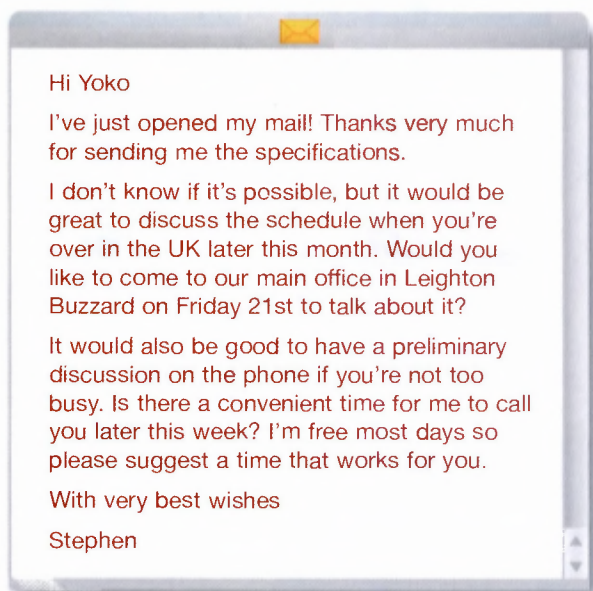 Hi Yoko
I've just opened my mail! Thanks very much
for sending me the specifications.
I don't know if it's possible, but it would be
great to discuss the schedule when you're
over in the UK later this month. Would you
like to come to our main office in Leighton
Buzzard on Friday 21st to talk about it?
It would also be good to have a preliminary
discussion on the phone if you're not too
busy. Is there a convenient time for me to call
you later this week? I'm free most days so
please suggest a time that works for you.
With very best wishes
Stephen